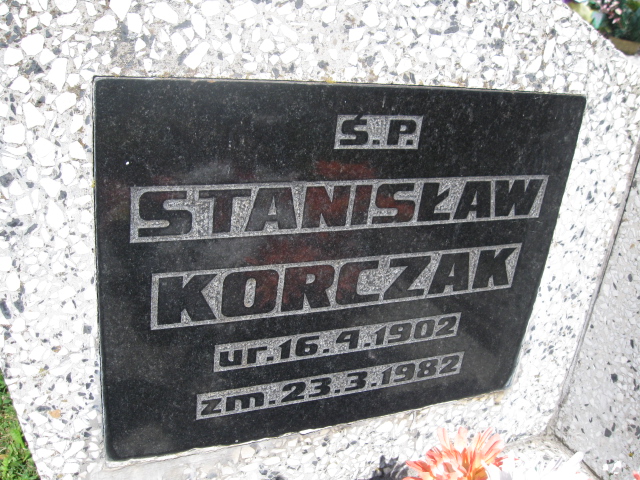 Ś.P.
STANISŁAW
KORCZAK
ur.16.4.1902
zm.23.3.1982